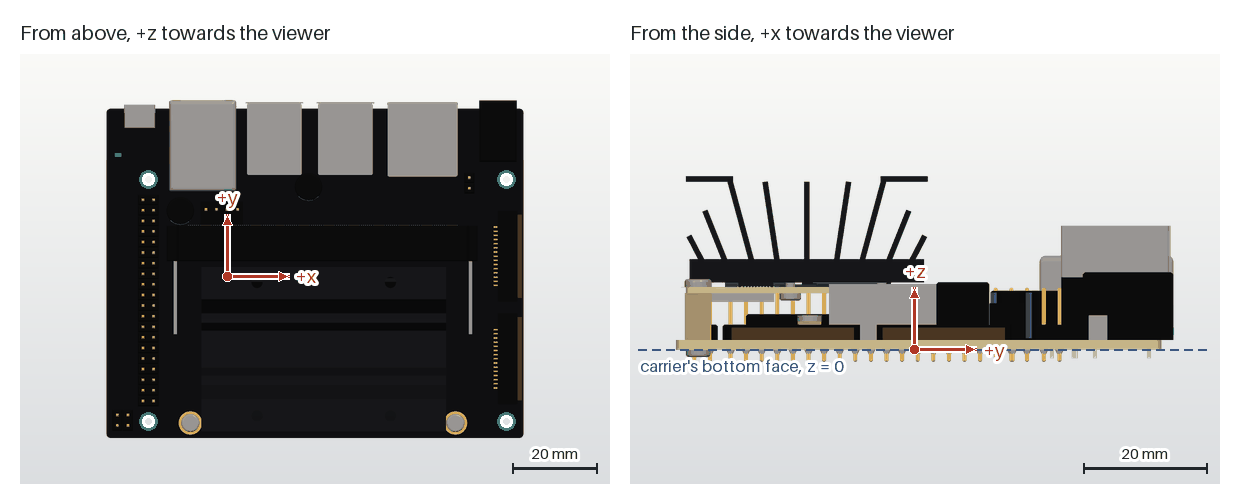 From above, +z towards the viewer
From the side, +x towards the viewer
+y
+x
20 mm
+z
+y
carrier's bottom face, z = 0
20 mm